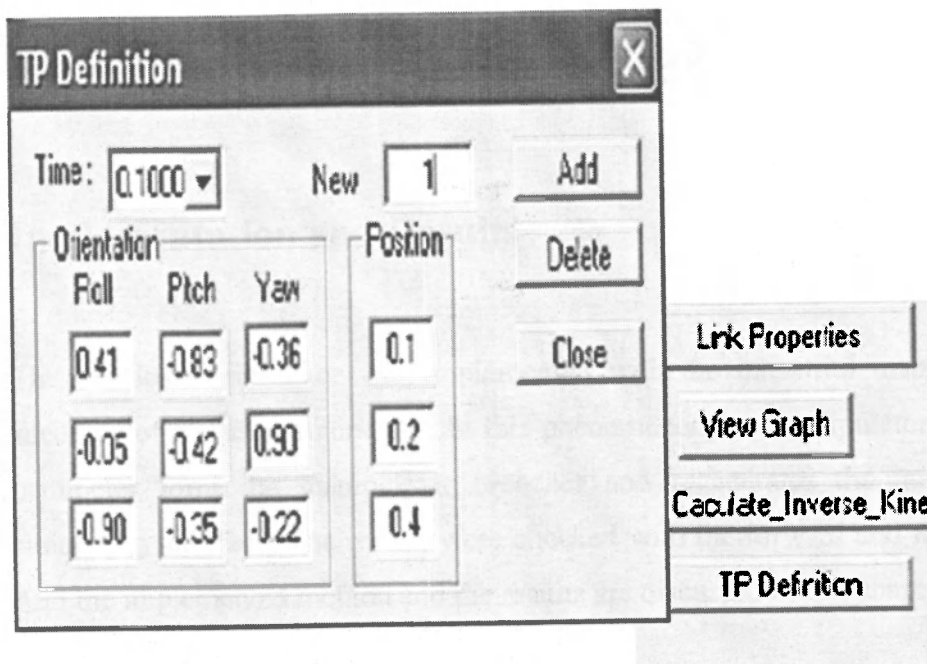 TP Definition X
Time: 0.1000 New 1 Add
Orientation Position Delete
Roll Pitch Yaw
0.41 -0.83 -0.36 0.1 Close
-0.05 -0.42 0.90 0.2
-0.90 -0.35 -0.22 0.4
Link Properties
View Graph
Caculate_Inverse_Kine
TP Definition